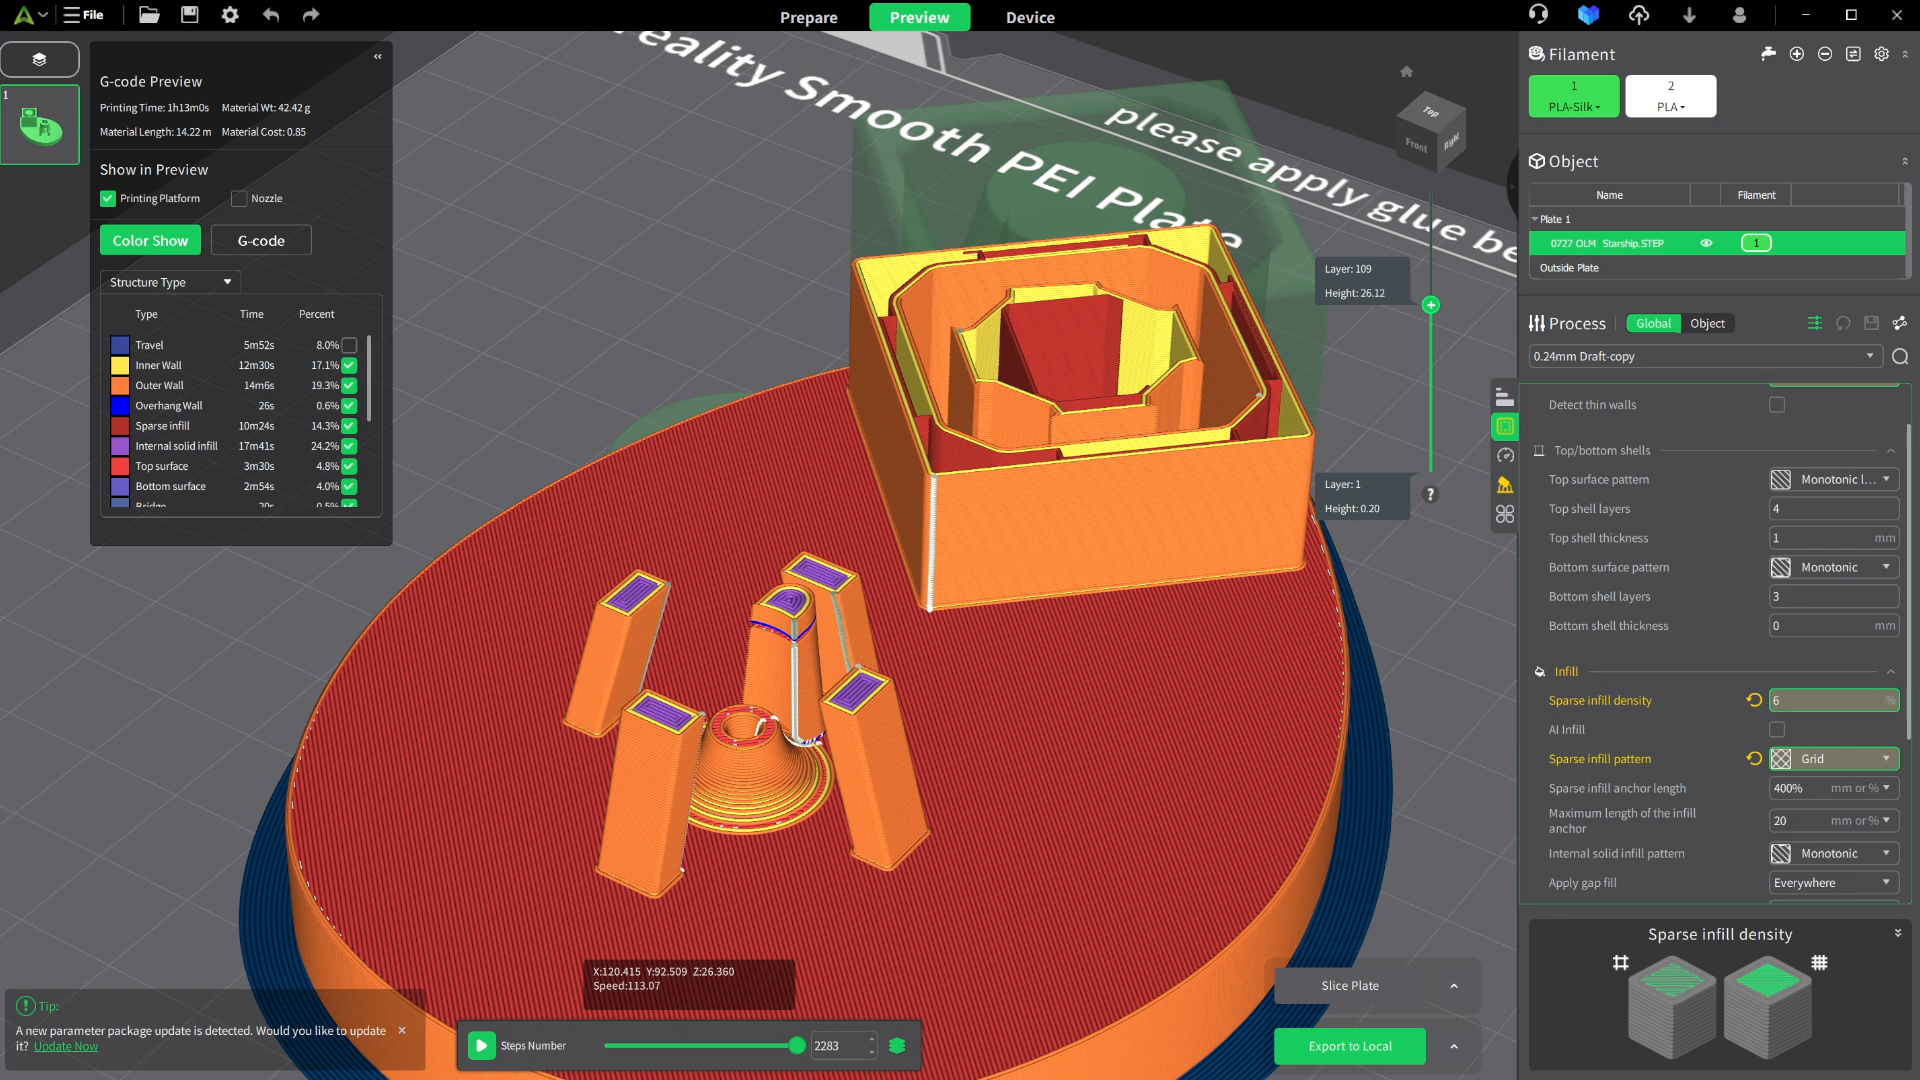 File
Prepare
Preview
Device
1
G-code Preview
Printing Time: 1h13m0s Material Wt: 42.42 g
Material Length: 14.22 m Material Cost: 0.85
Show in Preview
Printing Platform Nozzle
Color Show G-code
Structure Type
Type Time Percent
Travel 5m52s 8.0%
Inner Wall 12m30s 17.1%
Outer Wall 14m6s 19.3%
Overhang Wall 26s 0.6%
Sparse infill 10m24s 14.3%
Internal solid infill 17m41s 24.2%
Top surface 3m30s 4.8%
Bottom surface 2m54s 4.0%
Bridge 20s 0.5%
reality Smooth PEI Plate
please apply glue be
Top
Front
Right
Layer: 109
Height: 26.12
Layer: 1
Height: 0.20
?
X:120.415 Y:92.509 Z:26.360
Speed:113.07
Tip:
A new parameter package update is detected. Would you like to update
it? Update Now
Steps Number 2283
Slice Plate
Export to Local
Filament
1
PLA-Silk
2
PLA
Object
Name Filament
Plate 1
0727 OLM Starship.STEP 1
Outside Plate
Process Global Object
0.24mm Draft-copy
Detect thin walls
Top/bottom shells
Top surface pattern Monotonic l...
Top shell layers 4
Top shell thickness 1 mm
Bottom surface pattern Monotonic
Bottom shell layers 3
Bottom shell thickness 0 mm
Infill
Sparse infill density 6 %
AI Infill
Sparse infill pattern Grid
Sparse infill anchor length 400% mm or %
Maximum length of the infill
anchor 20 mm or %
Internal solid infill pattern Monotonic
Apply gap fill Everywhere
Sparse infill density